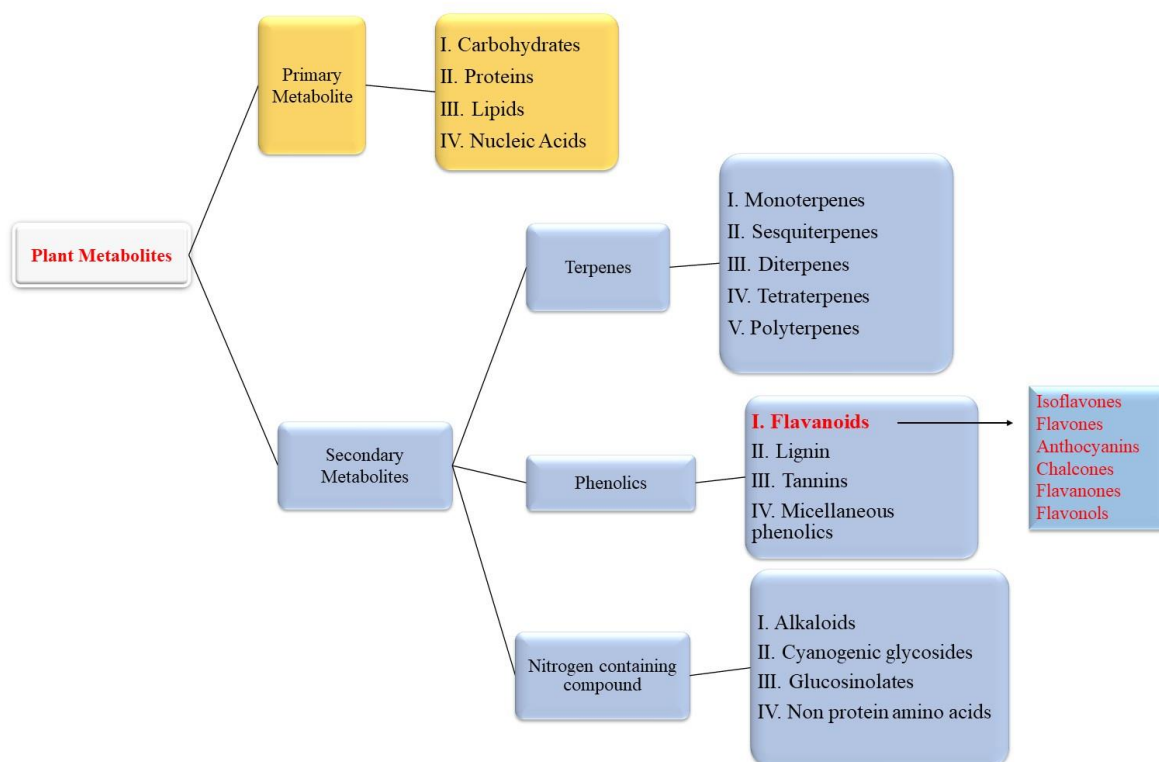 Primary
Metabolite
I. Carbohydrates
II. Proteins
III. Lipids
IV. Nucleic Acids
Plant Metabolites
Terpenes
I. Monoterpenes
II. Sesquiterpenes
III. Diterpenes
IV. Tetraterpenes
V. Polyterpenes
Secondary
Metabolites
Phenolics
I. Flavanoids
II. Lignin
III. Tannins
IV. Micellaneous
phenolics
Isoflavones
Flavones
Anthocyanins
Chalcones
Flavanones
Flavonols
Nitrogen containing
compound
I. Alkaloids
II. Cyanogenic glycosides
III. Glucosinolates
IV. Non protein amino acids